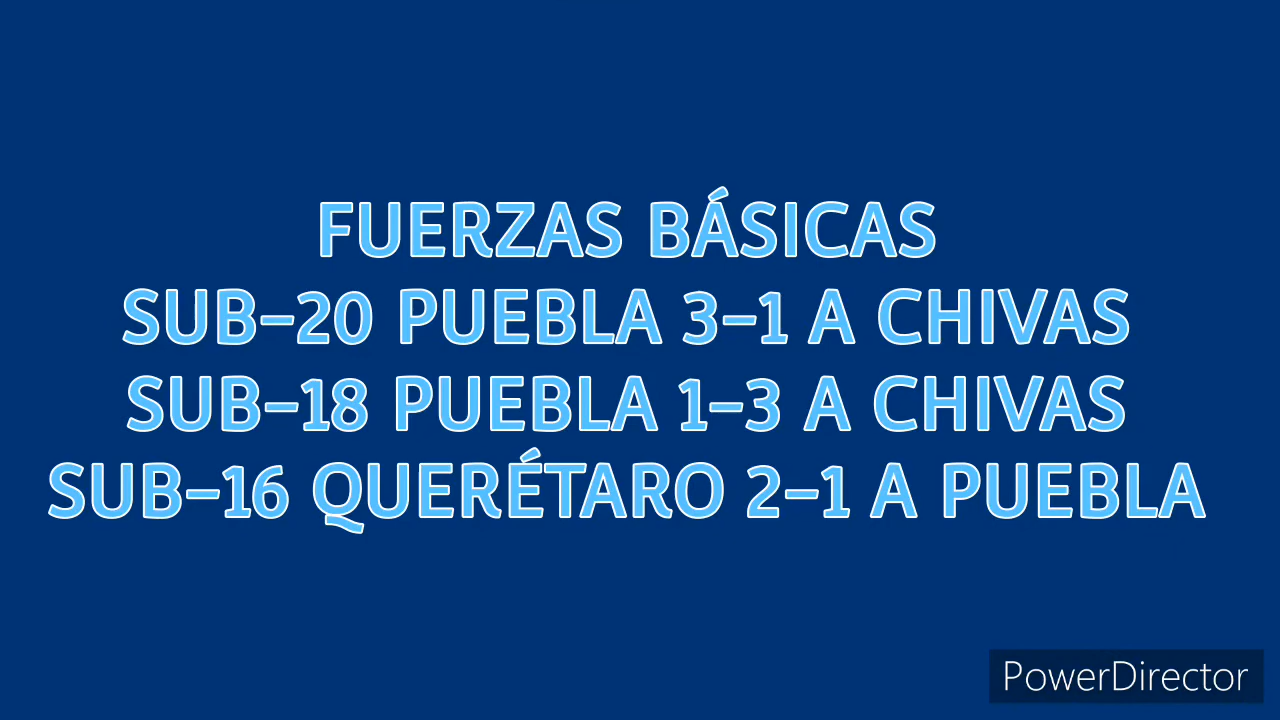 FUERZAS BÁSICAS
SUB-20 PUEBLA 3-1 A CHIVAS
SUB-18 PUEBLA 1-3 A CHIVAS
SUB-16 QUERÉTARO 2-1 A PUEBLA
PowerDirector